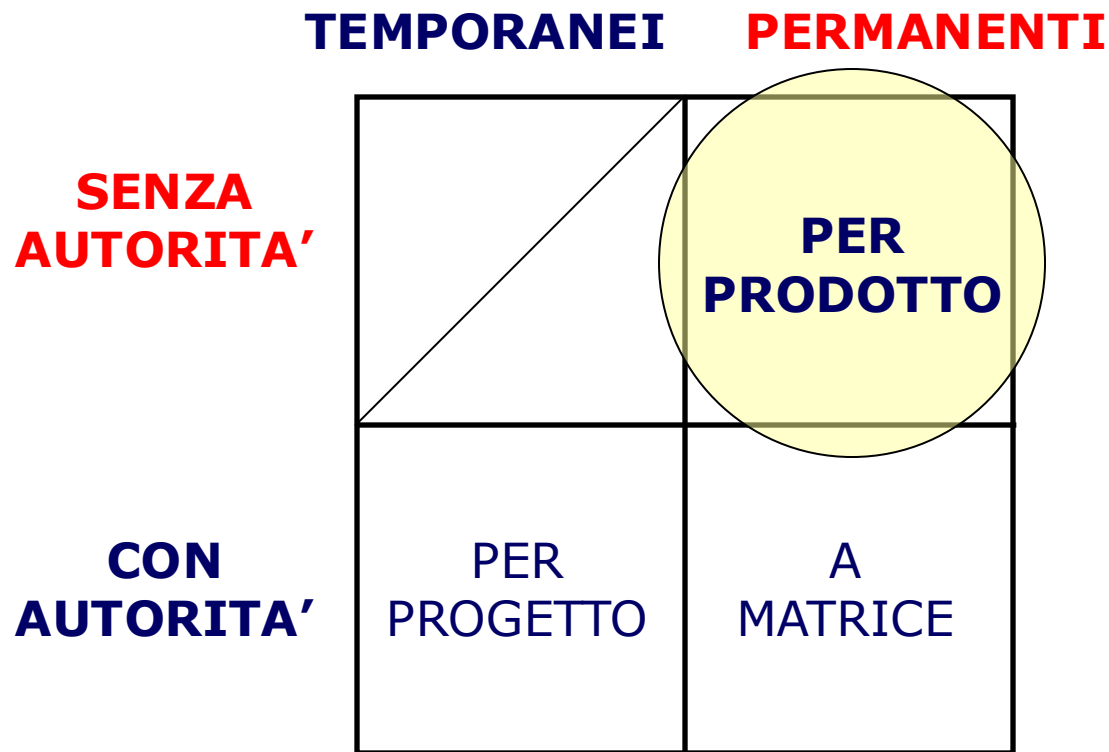 TEMPORANEI PERMANENTI
SENZA
AUTORITA’
PER
PRODOTTO
CON
AUTORITA’
PER
PROGETTO
A
MATRICE